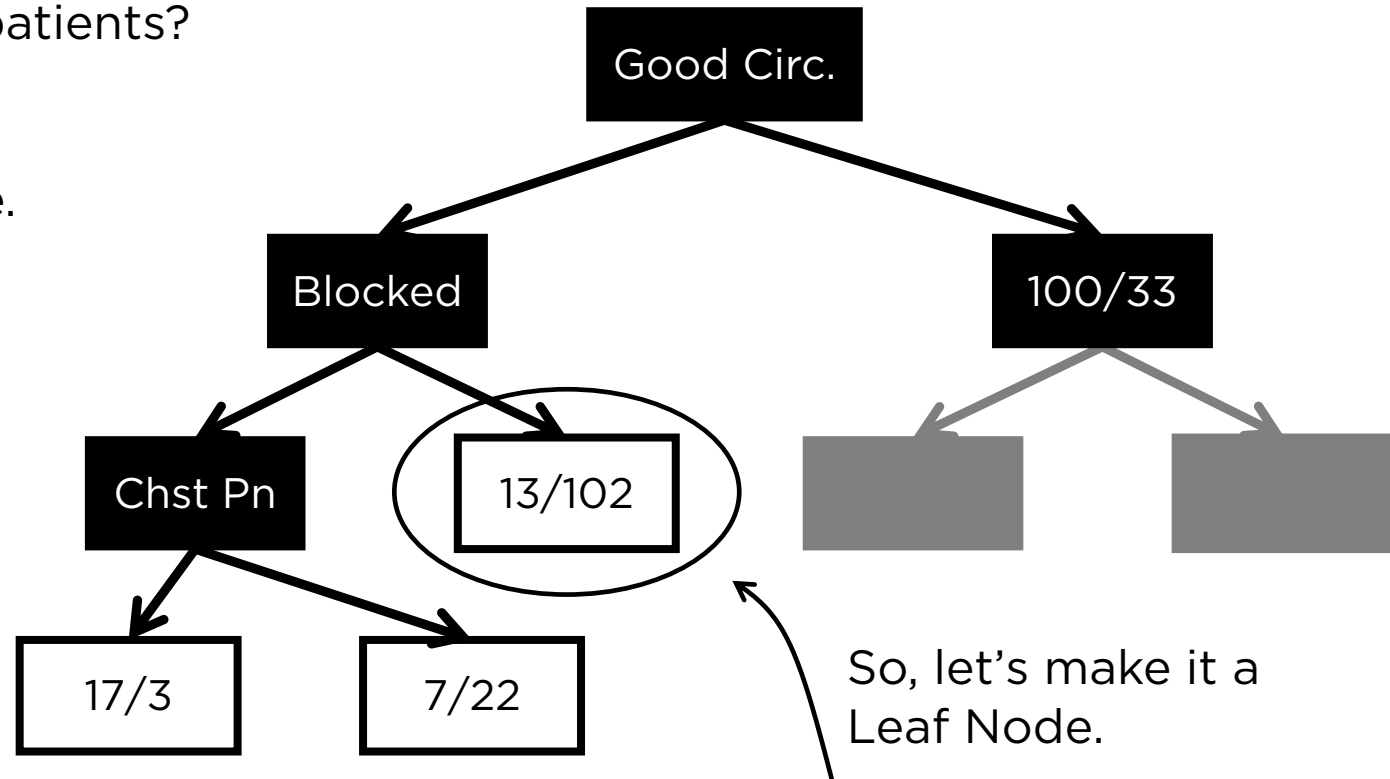 patients?
Good Circ.
e.
Blocked
100/33
Chst Pn
13/102
17/3
7/22
So, let's make it a
Leaf Node.